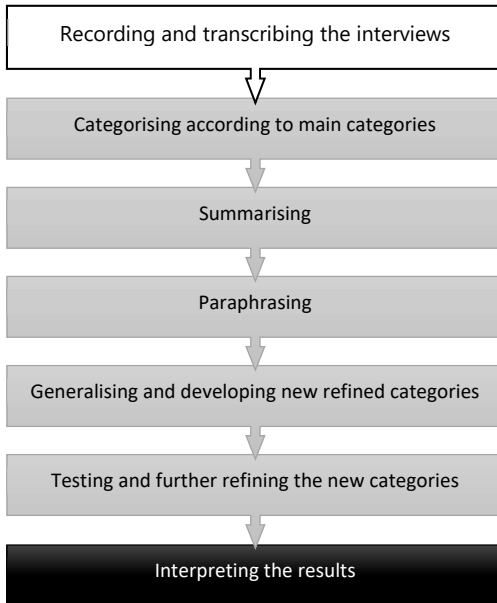 Recording and transcribing the interviews
Categorising according to main categories
Summarising
Paraphrasing
Generalising and developing new refined categories
Testing and further refining the new categories
Interpreting the results